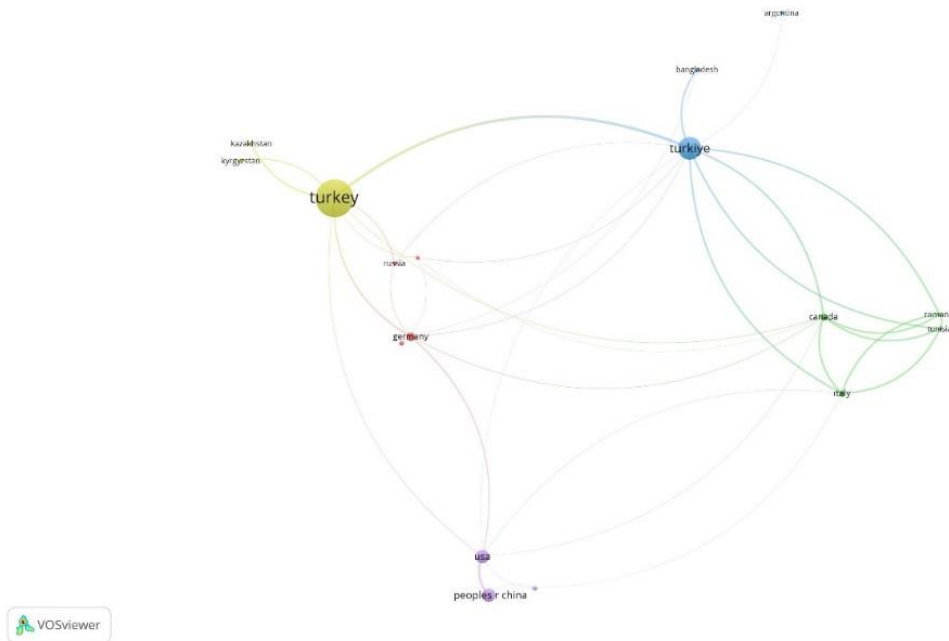 argentina
bangladesh
kazakhstan
turkiye
kyrgyzstan
turkey
russia
canada
tunisia
germany
italy
usa
peoples r china
VOSviewer